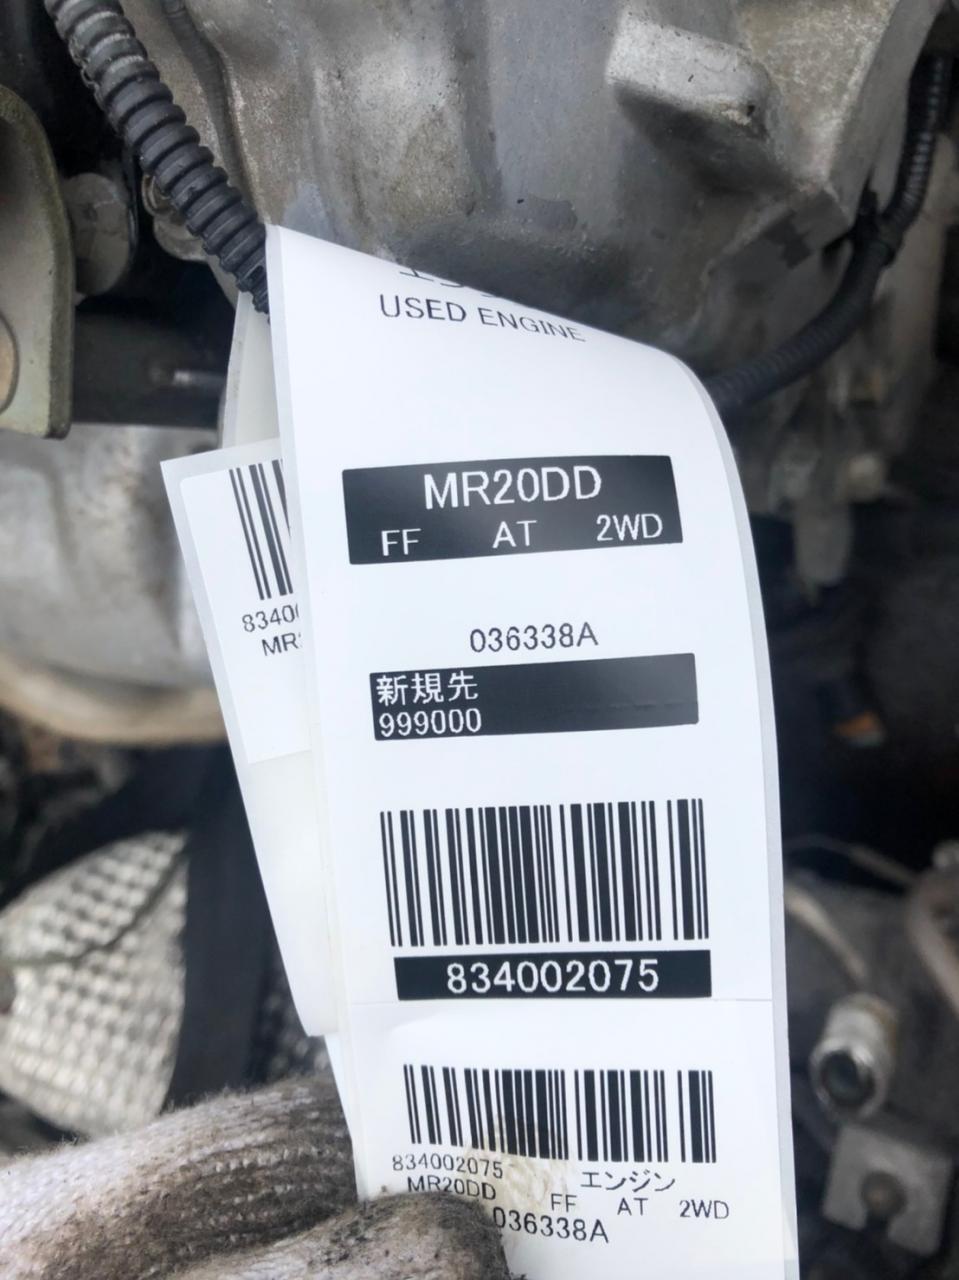 USED ENGINE
MR20DD
FF AT 2WD
036338A
新規先
999000
834002075
834002075 エンジン
MR20DD FF AT 2WD
036338A
8340
MR